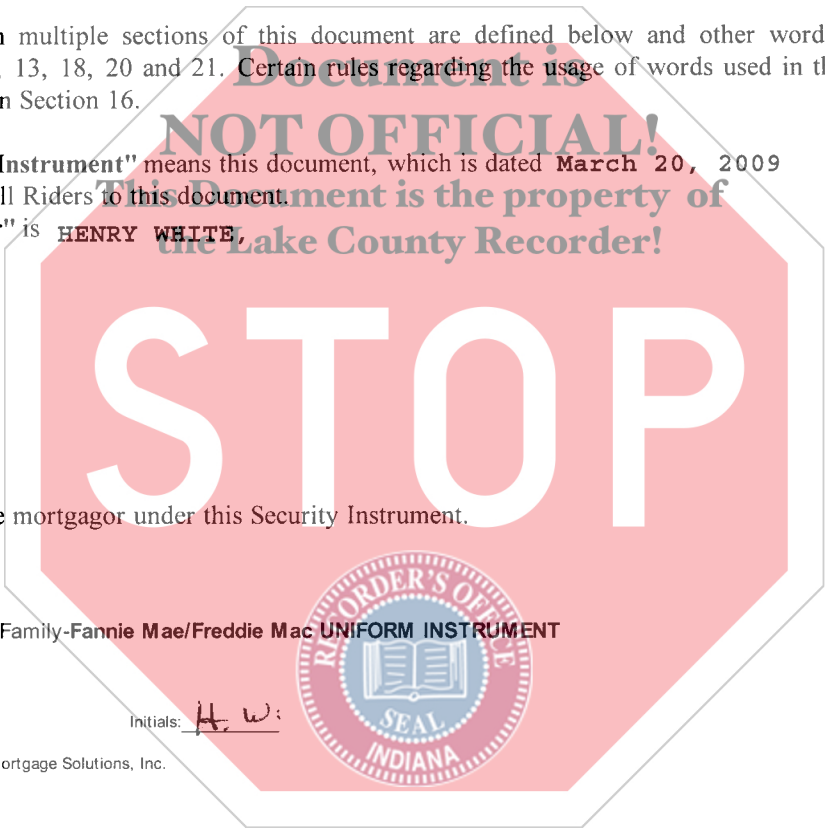 multiple sections of this document are defined below and other word
13, 18, 20 and 21. Certain rules regarding the usage of words used in
Section 16.
Document is
NOT OFFICIAL!
Instrument" means this document, which is dated March 20, 2009
Riders to this document.
This Document is the property of
" is HENRY WHITE,
the Lake County Recorder!
STOP
mortgagor under this Security Instrument.
Family-Fannie Mae/Freddie Mac UNIFORM INSTRUMENT
RECORDER'S OFFICE
SEAL
INDIANA
Initials: H. W.
ortgage Solutions, Inc.